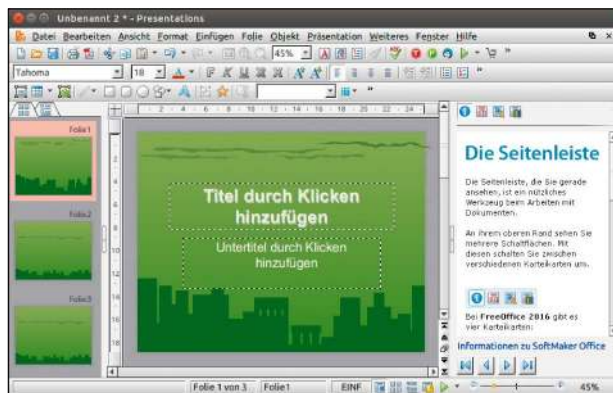 Unbenannt 2 * - Presentations
Datei Bearbeiten Ansicht Format Einfügen Folie Objekt Präsentation Weiteres Fenster Hilfe
45%
Tahoma 18
F K U
Folie1
Folie2
Folie3
Titel durch Klicken
hinzufügen
Untertitel durch Klicken
hinzufügen
Die Seitenleiste
Die Seitenleiste, die Sie gerade
ansehen, ist ein nützliches
Werkzeug beim Arbeiten mit
Dokumenten.
An ihrem oberen Rand sehen Sie
mehrere Schaltflächen. Mit
diesen schalten Sie zwischen
verschiedenen Karteikarten um.
Bei FreeOffice 2016 gibt es
vier Karteikarten:
Informationen zu SoftMaker Office
Folie 1 von 3 Folie1 EINF 45%